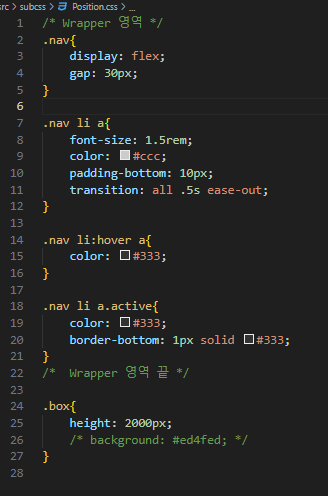 src > subcss > Position.css > ...
1 /* Wrapper 영역 */
2 .nav{
3 display: flex;
4 gap: 30px;
5 }
6
7 .nav li a{
8 font-size: 1.5rem;
9 color: #ccc;
10 padding-bottom: 10px;
11 transition: all .5s ease-out;
12 }
13
14 .nav li:hover a{
15 color: #333;
16 }
17
18 .nav li a.active{
19 color: #333;
20 border-bottom: 1px solid #333;
21 }
22 /*  Wrapper 영역 끝 */
23
24 .box{
25 height: 2000px;
26 /* background: #ed4fed; */
27 }
28